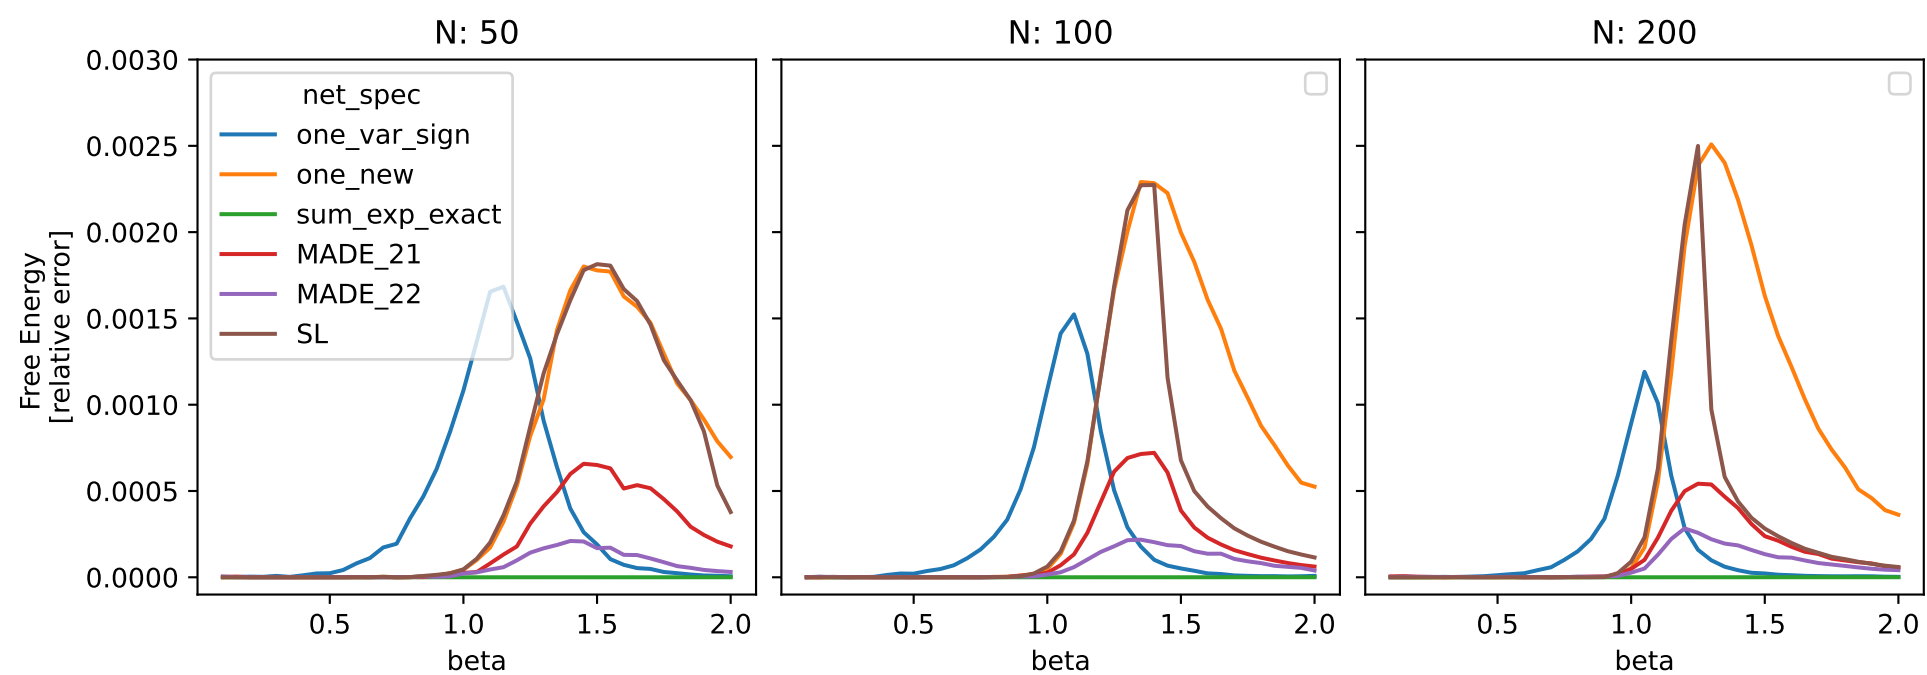 N: 50
N: 100
N: 200
Free Energy
[relative error]
0.0030
0.0025
0.0020
0.0015
0.0010
0.0005
0.0000
net_spec
one_var_sign
one_new
sum_exp_exact
MADE_21
MADE_22
SL
0.5 1.0 1.5 2.0
beta
0.5 1.0 1.5 2.0
beta
0.5 1.0 1.5 2.0
beta